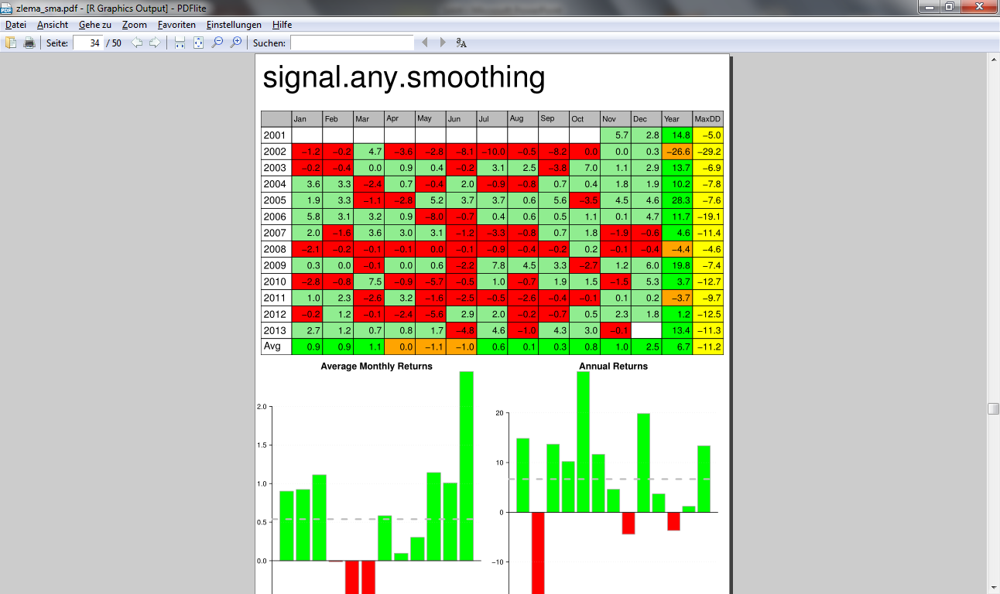 zlema_sma.pdf - [R Graphics Output] - PDFlite
Datei Ansicht Gehe zu Zoom Favoriten Einstellungen Hilfe
Seite: 34 / 50 Suchen:
signal.any.smoothing
Jan Feb Mar Apr May Jun Jul Aug Sep Oct Nov Dec Year MaxDD
2001 5.7 2.8 14.8 −5.0
2002 −1.2 −0.2 4.7 −3.6 −2.8 −8.1 −10.0 −0.5 −8.2 0.0 0.0 0.3 −26.6 −29.2
2003 −0.2 −0.4 0.0 0.9 0.4 −0.2 3.1 2.5 −3.8 7.0 1.1 2.9 13.7 −6.9
2004 3.6 3.3 −2.4 0.7 −0.4 2.0 −0.9 −0.8 0.7 0.4 1.8 1.9 10.2 −7.8
2005 1.9 3.3 −1.1 −2.8 5.2 3.7 3.7 0.6 5.6 −3.5 4.5 4.6 28.3 −7.6
2006 5.8 3.1 3.2 0.9 −8.0 −0.7 0.4 0.6 0.5 1.1 0.1 4.7 11.7 −19.1
2007 2.0 −1.6 3.6 3.0 3.1 −1.2 −3.3 −0.8 0.7 1.8 −1.9 −0.6 4.6 −11.4
2008 −2.1 −0.2 −0.1 −0.1 0.0 −0.1 −0.9 −0.4 −0.2 0.2 −0.1 −0.4 −4.4 −4.6
2009 0.3 0.0 −0.1 0.0 0.6 −2.2 7.8 4.5 3.3 −2.7 1.2 6.0 19.8 −7.4
2010 −2.8 −0.8 7.5 −0.9 −5.7 −0.5 1.0 −0.7 1.9 1.5 −1.5 5.3 3.7 −12.7
2011 1.0 2.3 −2.6 3.2 −1.6 −2.5 −0.5 −2.6 −0.4 −0.1 0.1 0.2 −3.7 −9.7
2012 −0.2 1.2 −0.1 −2.4 −5.6 2.9 2.0 −0.2 −0.7 0.5 2.3 1.8 1.2 −12.5
2013 2.7 1.2 0.7 0.8 1.7 −4.8 4.6 −1.0 4.3 3.0 −0.1 13.4 −11.3
Avg 0.9 0.9 1.1 0.0 −1.1 −1.0 0.6 0.1 0.3 0.8 1.0 2.5 6.7 −11.2
Average Monthly Returns
2.0
1.5
1.0
0.5
0.0
Annual Returns
20
10
0
−10